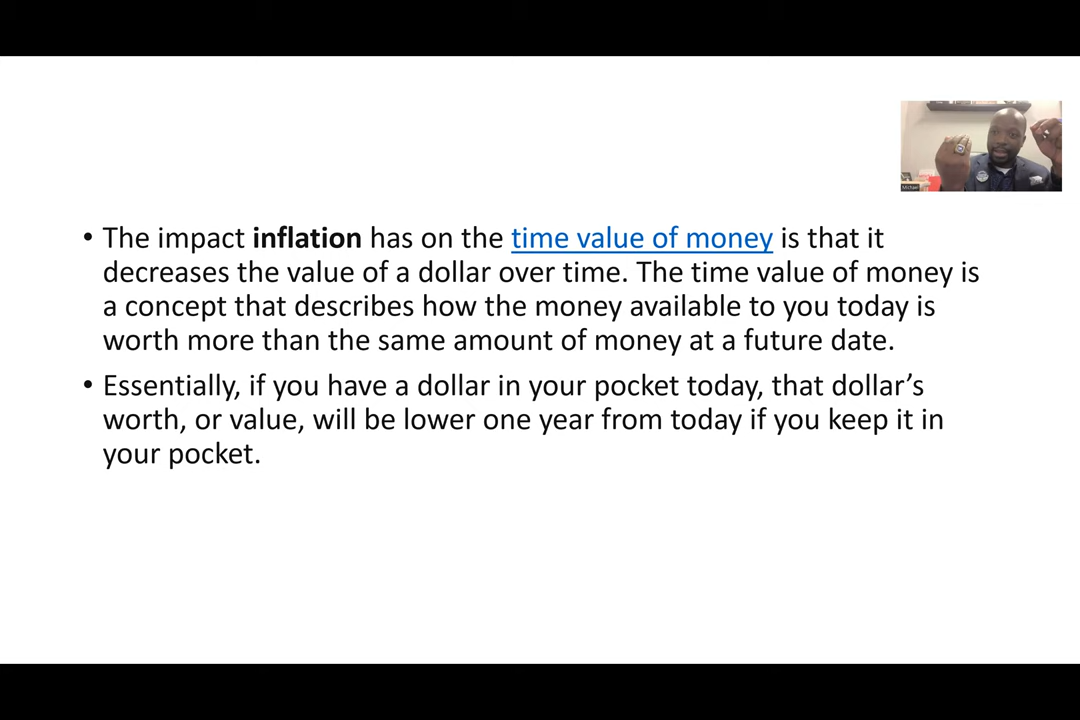 • The impact inflation has on the time value of money is that it
decreases the value of a dollar over time. The time value of money is
a concept that describes how the money available to you today is
worth more than the same amount of money at a future date.
• Essentially, if you have a dollar in your pocket today, that dollar’s
worth, or value, will be lower one year from today if you keep it in
your pocket.
Michael